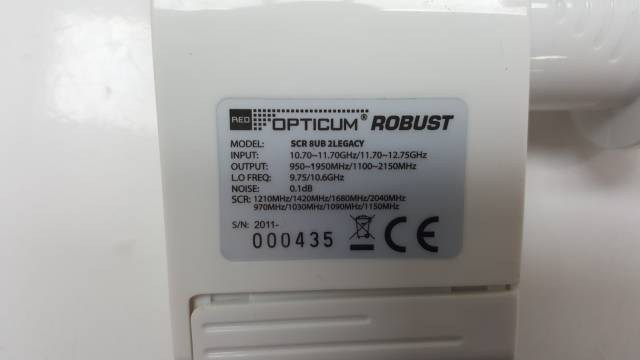 RED OPTICUM® ROBUST
MODEL: SCR 8UB 2LEGACY
INPUT: 10.70~11.70GHz/11.70~12.75GHz
OUTPUT: 950~1950MHz/1100~2150MHz
L.O FREQ: 9.75/10.6GHz
NOISE: 0.1dB
SCR: 1210MHz/1420MHz/1680MHz/2040MHz
970MHz/1030MHz/1090MHz/1150MHz
S/N: 2011-
000435 CE